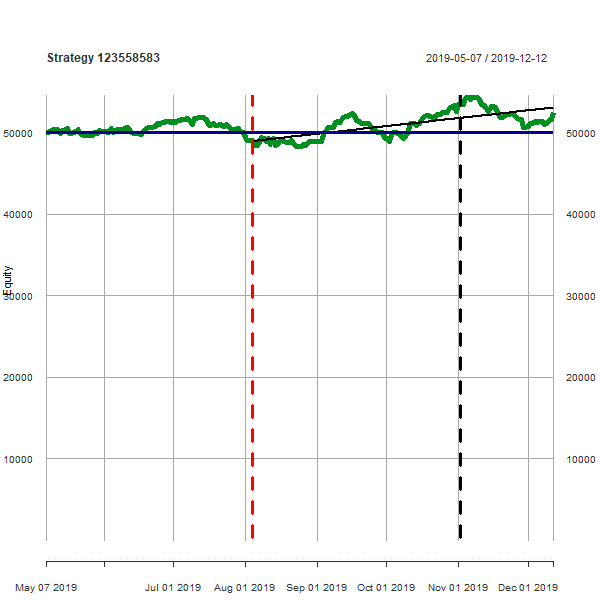 Strategy 123558583
2019-05-07 / 2019-12-12
50000
50000
40000
40000
Equity
30000
30000
20000
20000
10000
10000
May 07 2019
Jul 01 2019
Aug 01 2019
Sep 01 2019
Oct 01 2019
Nov 01 2019
Dec 01 2019